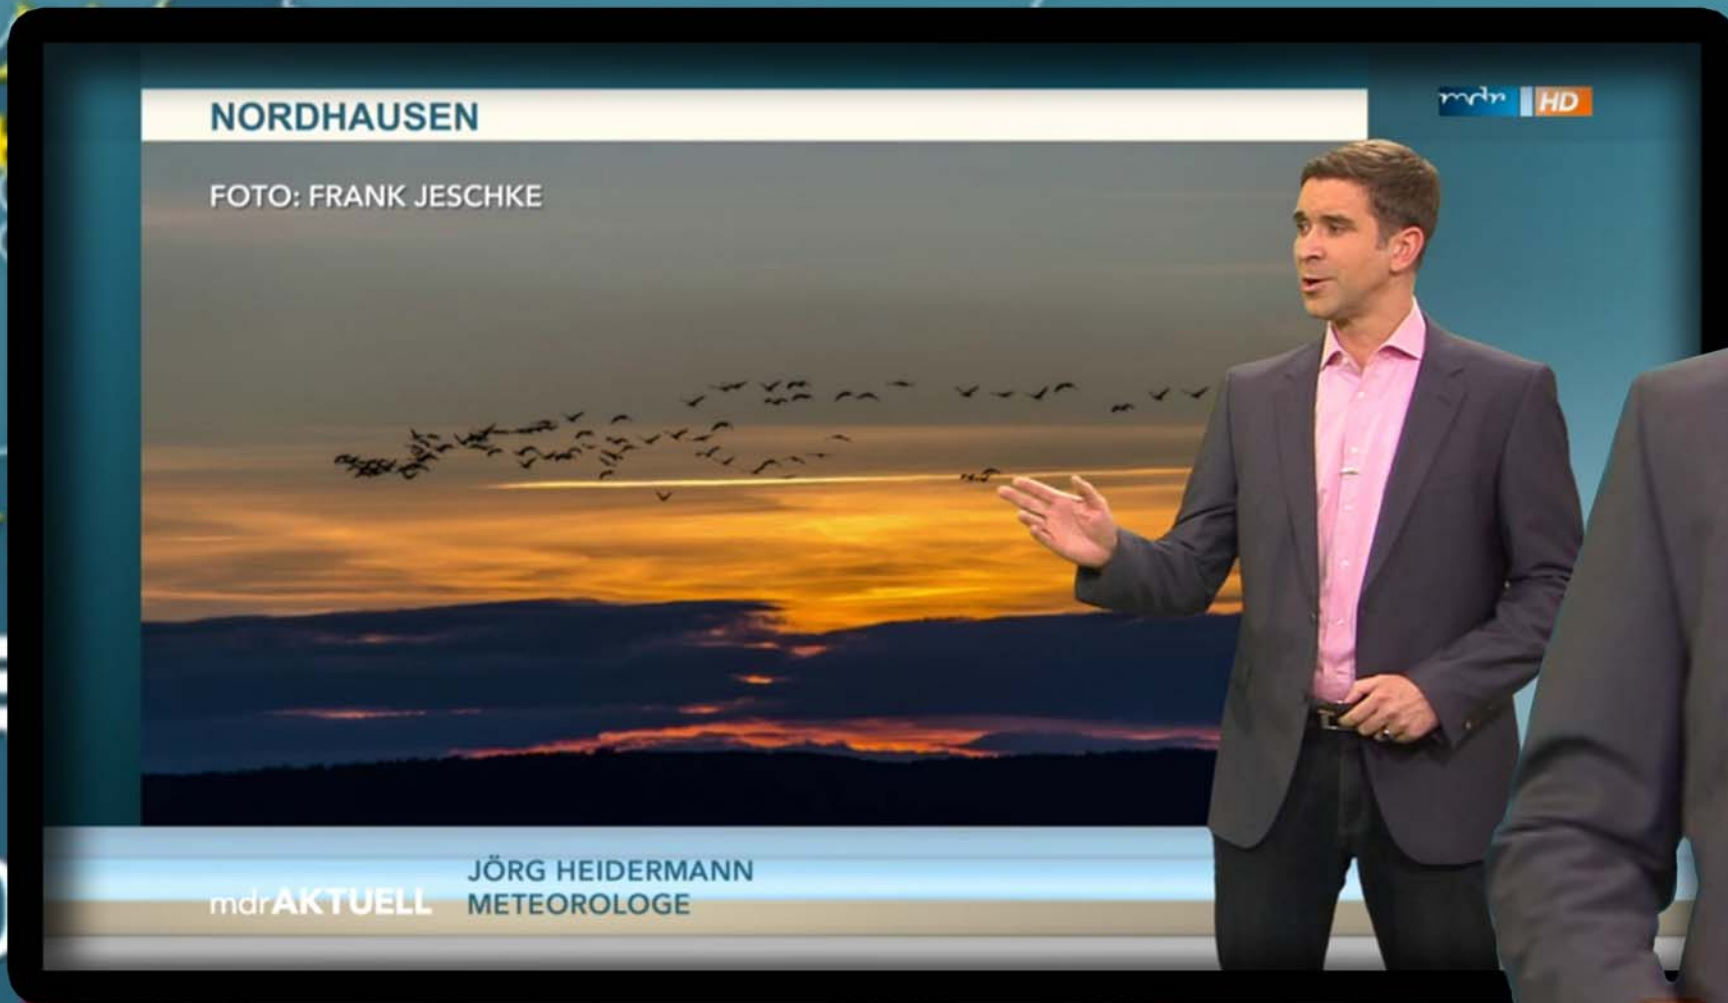 NORDHAUSEN
mdr HD
FOTO: FRANK JESCHKE
JÖRG HEIDERMANN
mdrAKTUELL METEOROLOGE